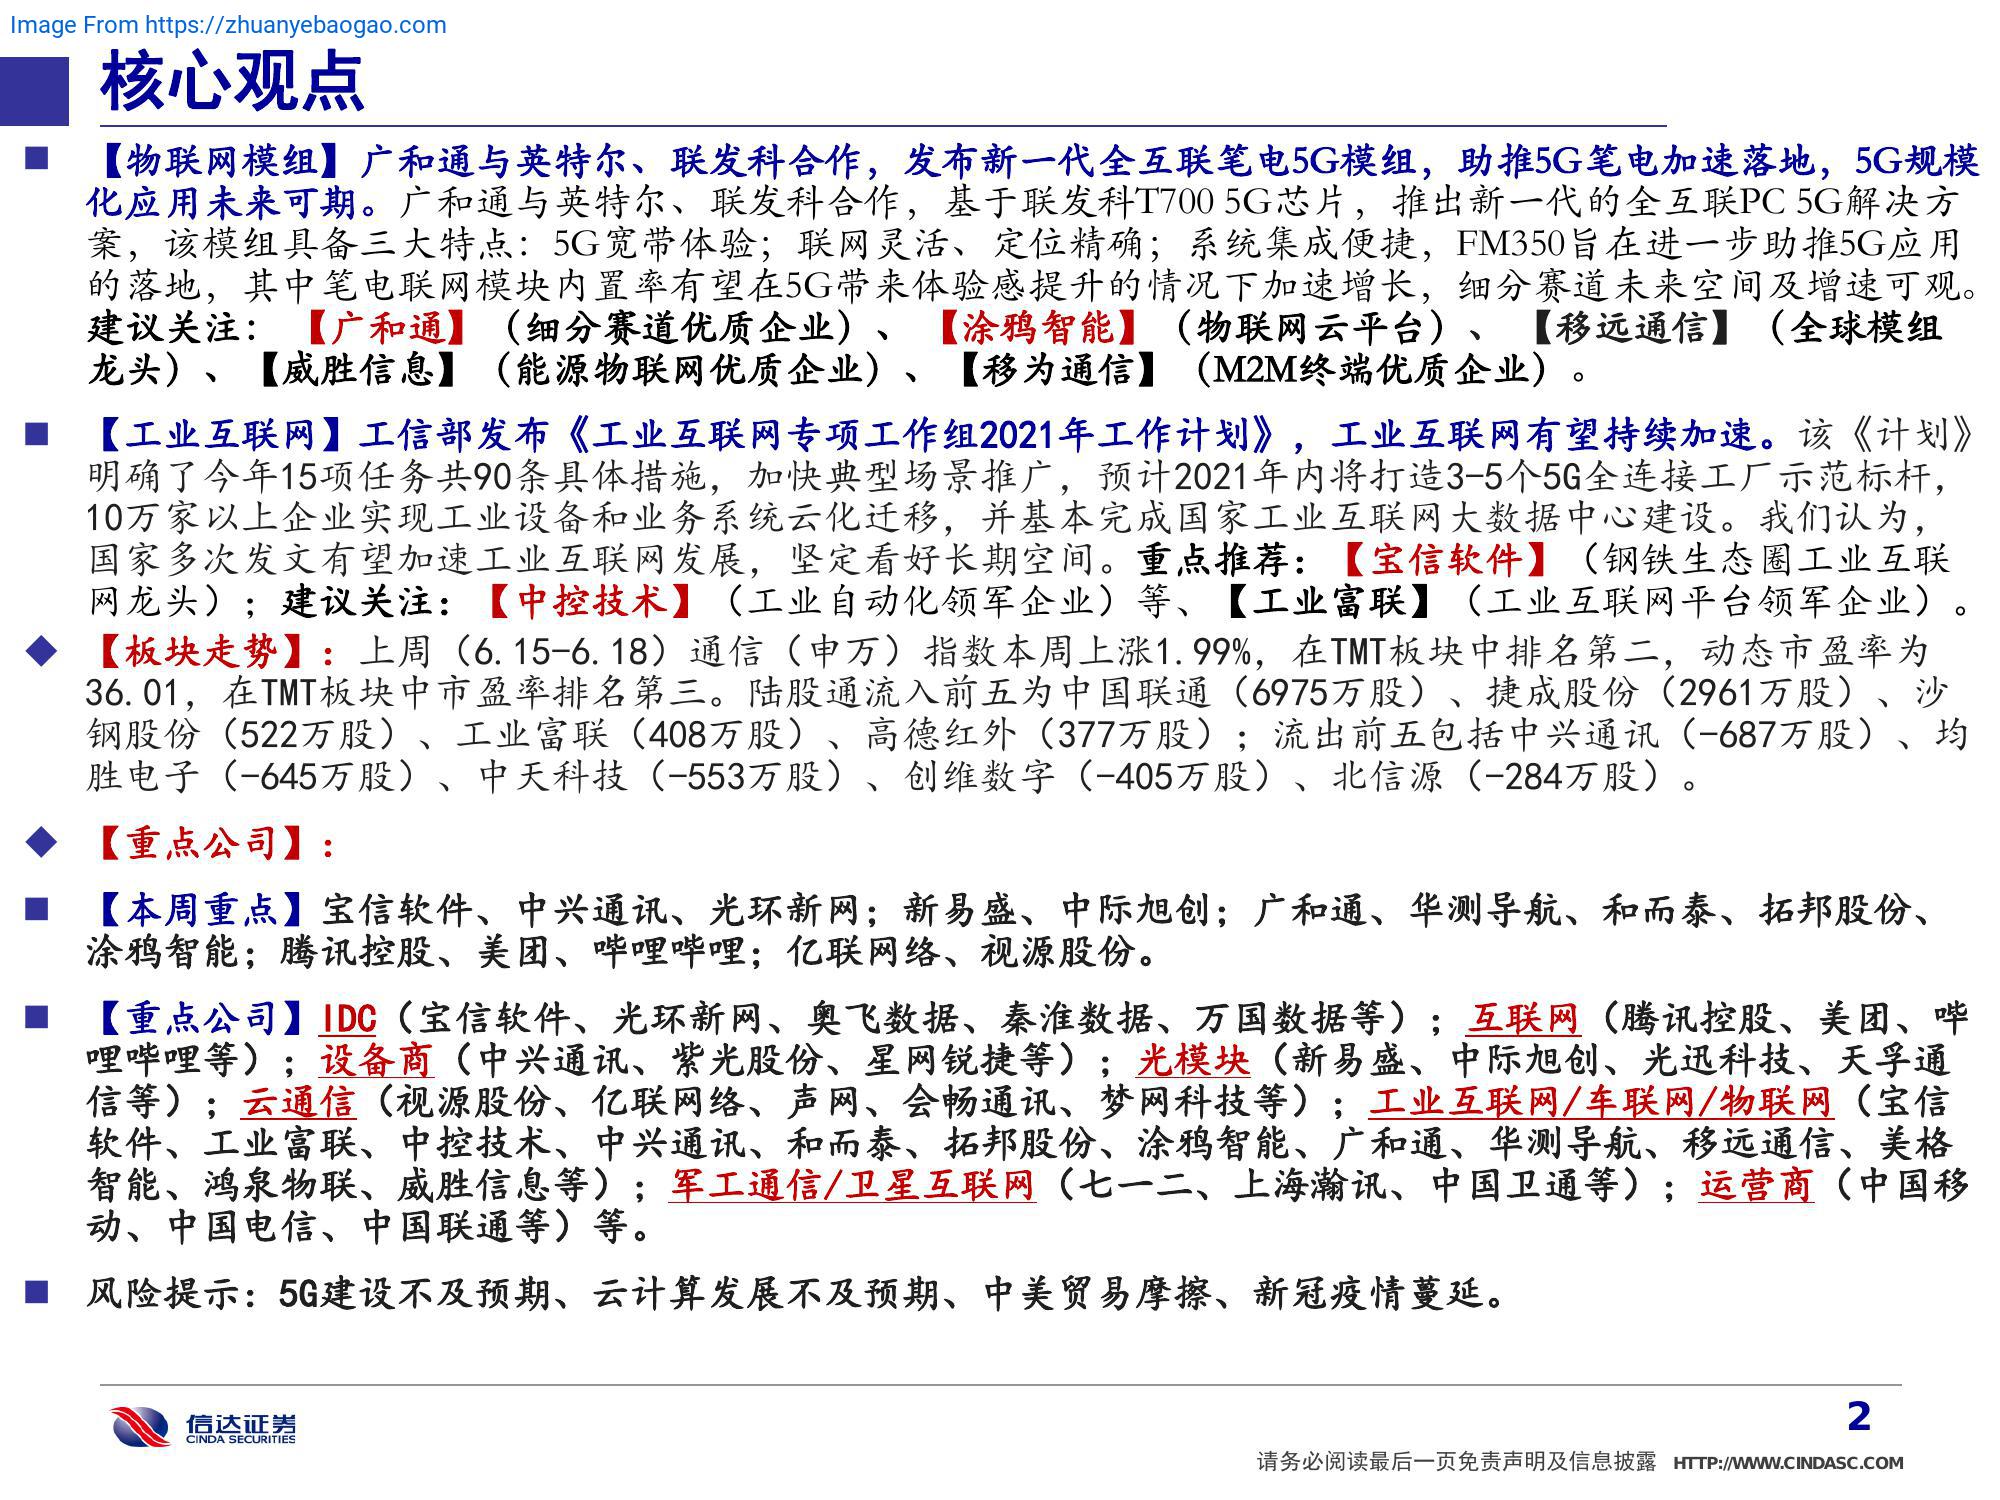 Image From https://zhuanyebaogao.com
核心观点
【物联网模组】广和通与英特尔、联发科合作，发布新一代全互联笔电5G模组，助推5G笔电加速落地，5G规模
化应用未来可期。广和通与英特尔、联发科合作，基于联发科T700 5G芯片，推出新一代的全互联PC 5G解决方
案，该模组具备三大特点：5G宽带体验；联网灵活、定位精确；系统集成便捷，FM350旨在进一步助推5G应用
的落地，其中笔电联网模块内置率有望在5G带来体验感提升的情况下加速增长，细分赛道未来空间及增速可观。
建议关注：【广和通】（细分赛道优质企业）、【涂鸦智能】（物联网云平台）、【移远通信】（全球模组
龙头）、【威胜信息】（能源物联网优质企业）、【移为通信】（M2M终端优质企业）。
【工业互联网】工信部发布《工业互联网专项工作组2021年工作计划》，工业互联网有望持续加速。该《计划》
明确了今年15项任务共90条具体措施，加快典型场景推广，预计2021年内将打造3-5个5G全连接工厂示范标杆，
10万家以上企业实现工业设备和业务系统云化迁移，并基本完成国家工业互联网大数据中心建设。我们认为，
国家多次发文有望加速工业互联网发展，坚定看好长期空间。重点推荐：【宝信软件】（钢铁生态圈工业互联
网龙头）；建议关注：【中控技术】（工业自动化领军企业）等、【工业富联】（工业互联网平台领军企业）。
【板块走势】：上周（6.15-6.18）通信（申万）指数本周上涨1.99%，在TMT板块中排名第二，动态市盈率为
36.01，在TMT板块中市盈率排名第三。陆股通流入前五为中国联通（6975万股）、捷成股份（2961万股）、沙
钢股份（522万股）、工业富联（408万股）、高德红外（377万股）；流出前五包括中兴通讯（-687万股）、均
胜电子（-645万股）、中天科技（-553万股）、创维数字（-405万股）、北信源（-284万股）。
【重点公司】：
【本周重点】宝信软件、中兴通讯、光环新网；新易盛、中际旭创；广和通、华测导航、和而泰、拓邦股份、
涂鸦智能；腾讯控股、美团、哔哩哔哩；亿联网络、视源股份。
【重点公司】IDC（宝信软件、光环新网、奥飞数据、秦淮数据、万国数据等）；互联网（腾讯控股、美团、哔
哩哔哩等）；设备商（中兴通讯、紫光股份、星网锐捷等）；光模块（新易盛、中际旭创、光迅科技、天孚通
信等）；云通信（视源股份、亿联网络、声网、会畅通讯、梦网科技等）；工业互联网/车联网/物联网（宝信
软件、工业富联、中控技术、中兴通讯、和而泰、拓邦股份、涂鸦智能、广和通、华测导航、移远通信、美格
智能、鸿泉物联、威胜信息等）；军工通信/卫星互联网（七一二、上海瀚讯、中国卫通等）；运营商（中国移
动、中国电信、中国联通等）等。
风险提示：5G建设不及预期、云计算发展不及预期、中美贸易摩擦、新冠疫情蔓延。
信达证券
CINDA SECURITIES
2
请务必阅读最后一页免责声明及信息披露 HTTP://WWW.CINDASC.COM